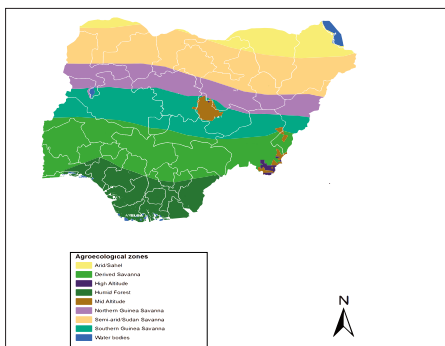 Agroecological zones
Arid/Sahel
Derived Savanna
High Altitude
Humid Forest
Mid Altitude
Northern Guinea Savanna
Semi-arid/Sudan Savanna
Southern Guinea Savanna
Water bodies
N